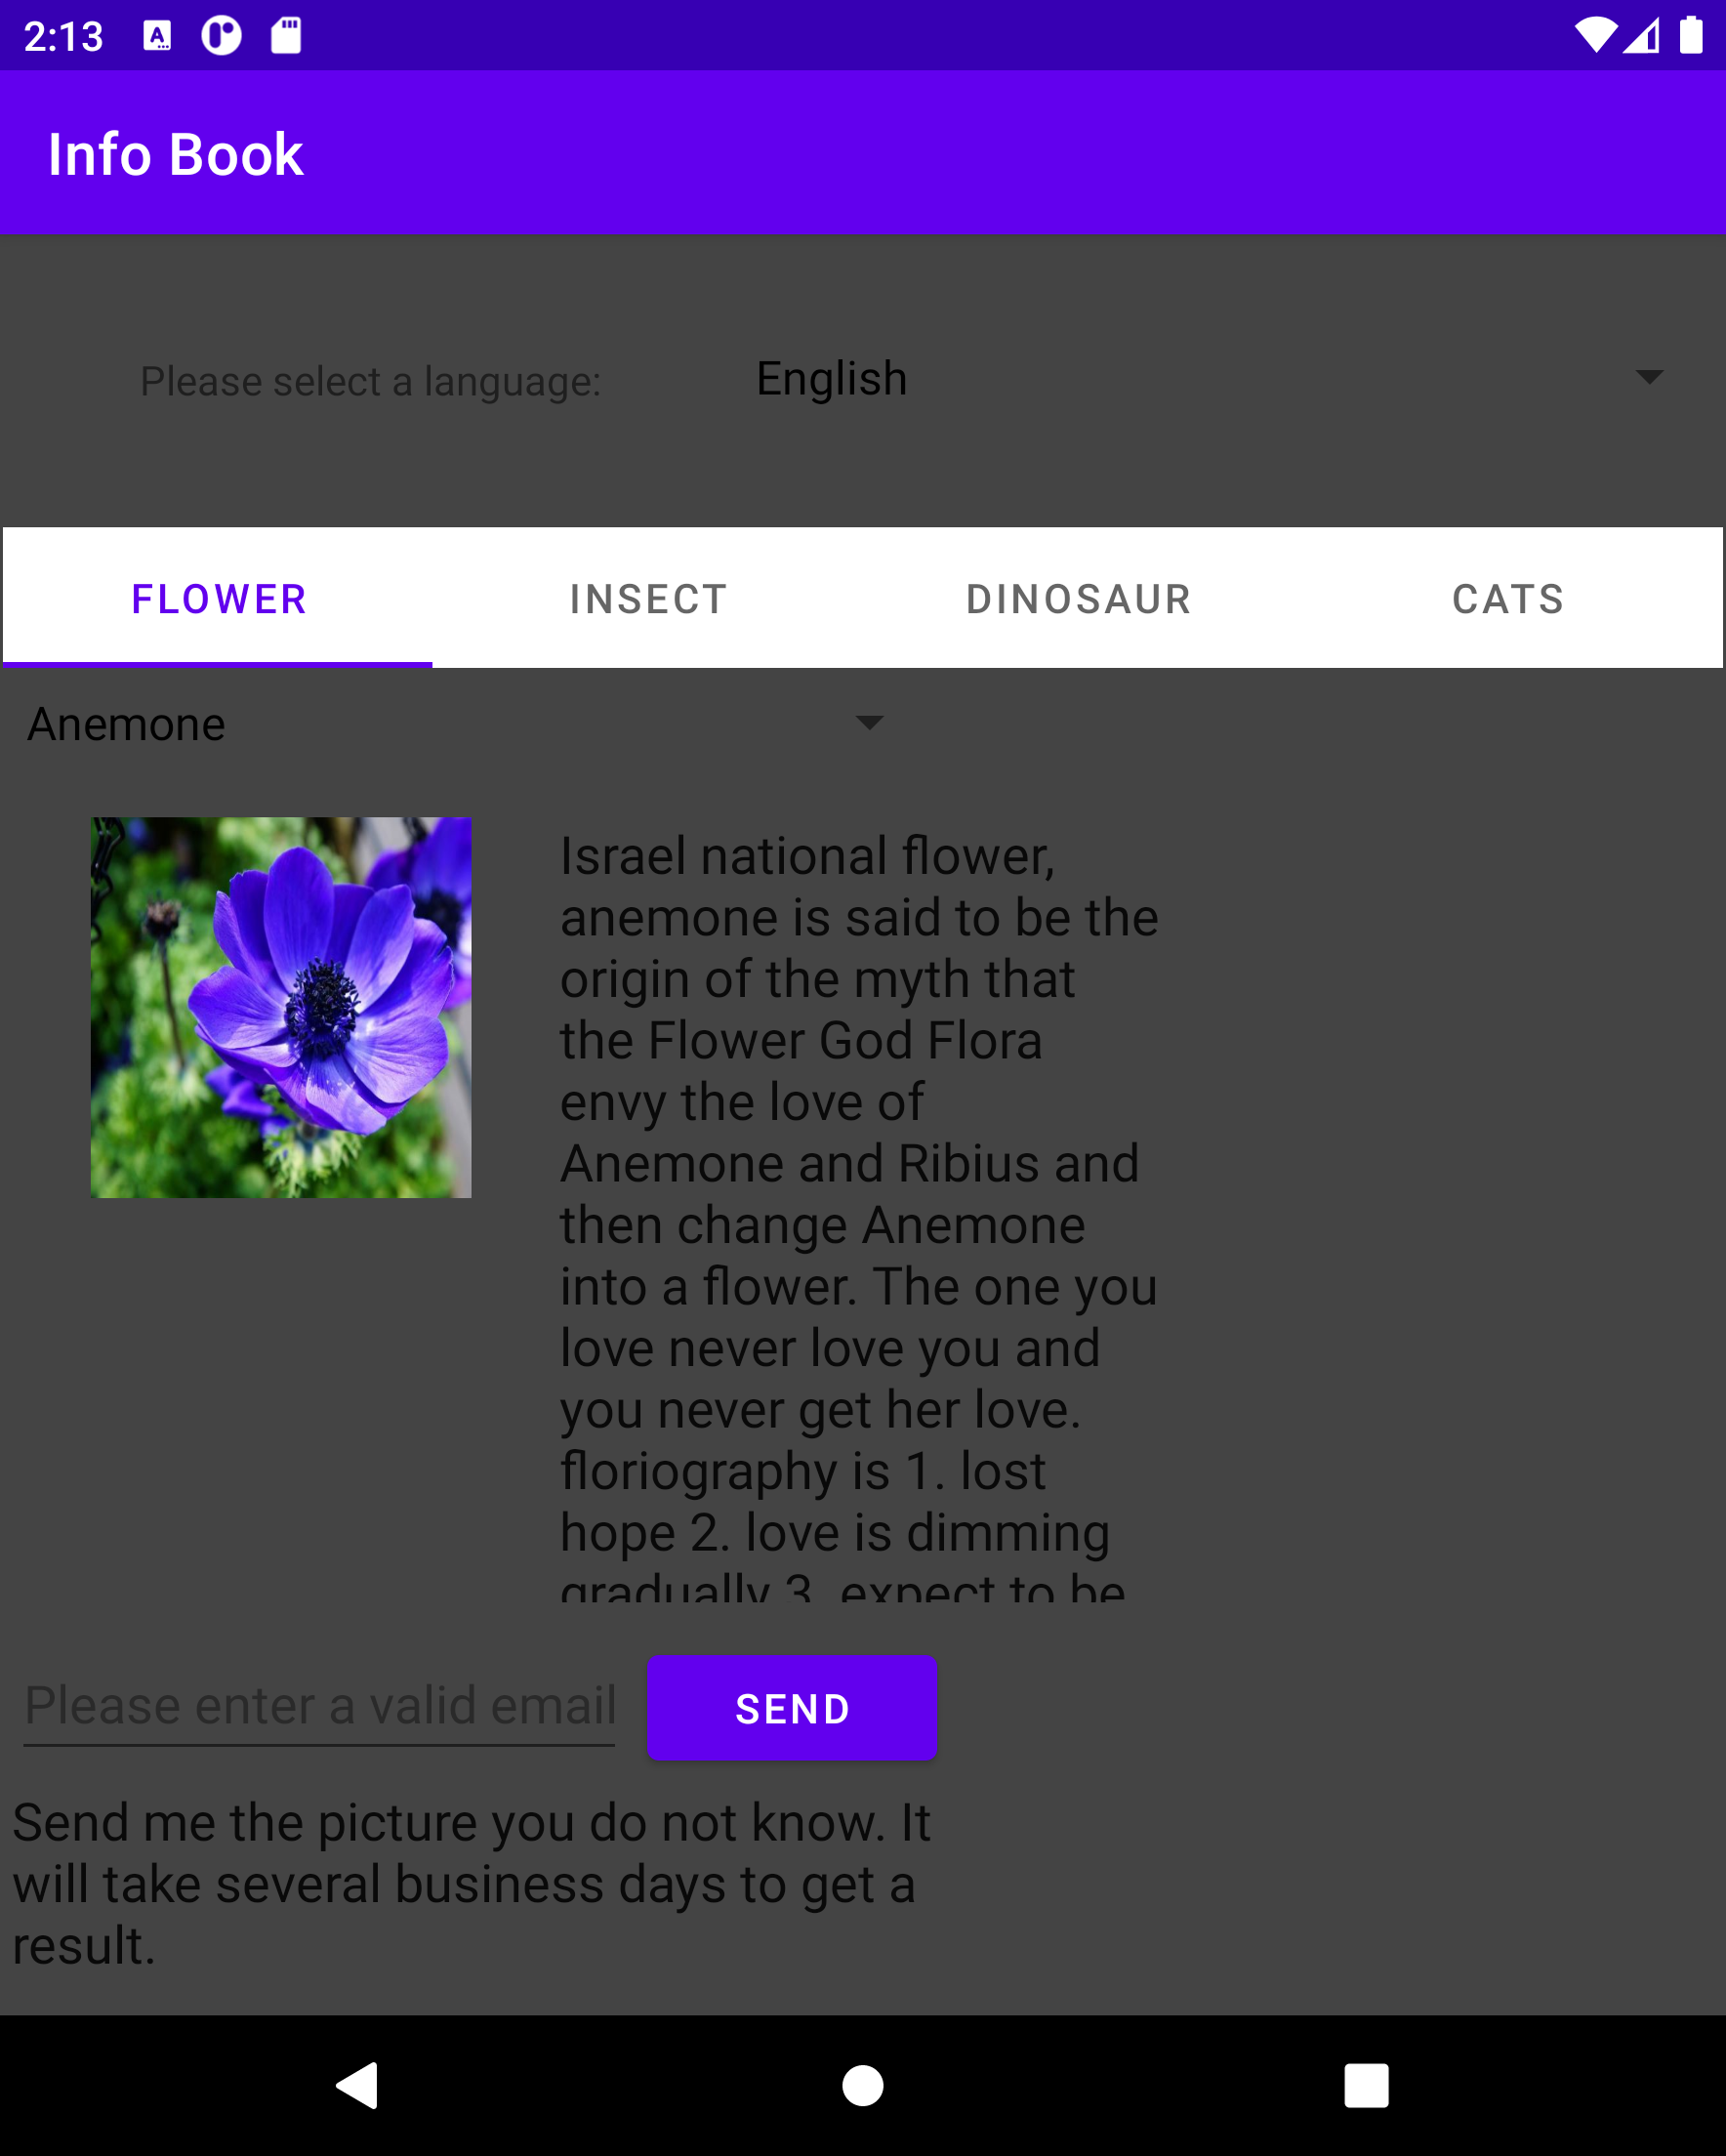 2:13
Info Book
Please select a language:
English
FLOWER
INSECT
DINOSAUR
CATS
Anemone
Israel national flower,
anemone is said to be the
origin of the myth that
the Flower God Flora
envy the love of
Anemone and Ribius and
then change Anemone
into a flower. The one you
love never love you and
you never get her love.
floriography is 1. lost
hope 2. love is dimming
gradually 3. expect to be
Please enter a valid email
SEND
Send me the picture you do not know. It
will take several business days to get a
result.